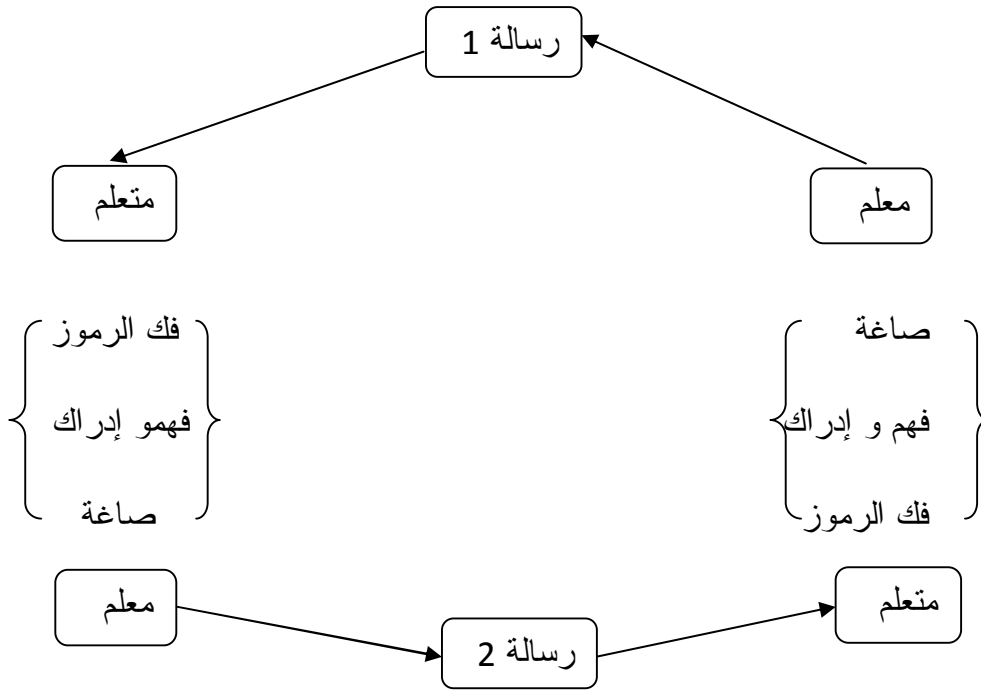 رسالة 1
معلم
متعلم
صاغة
فك الرموز
فهم و إدراك
فهمو إدراك
فك الرموز
صاغة
متعلم
معلم
رسالة 2